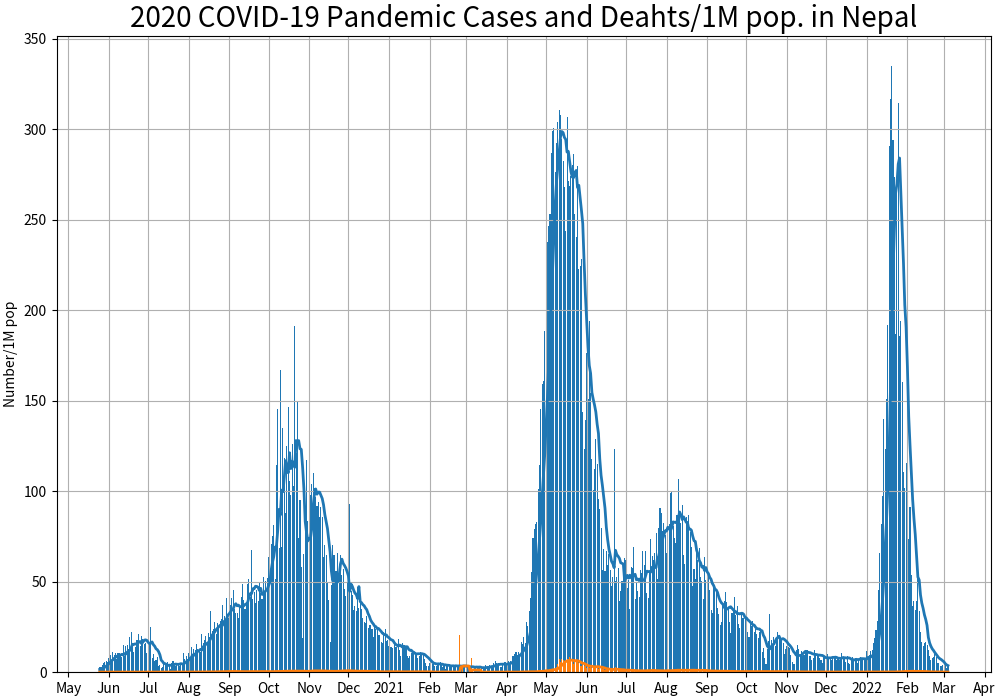 2020 COVID-19 Pandemic Cases and Deahts/1M pop. in Nepal
350
300
250
200
150
100
50
0
Number/1M pop
May Jun Jul Aug Sep Oct Nov Dec 2021 Feb Mar Apr May Jun Jul Aug Sep Oct Nov Dec 2022 Feb Mar Apr